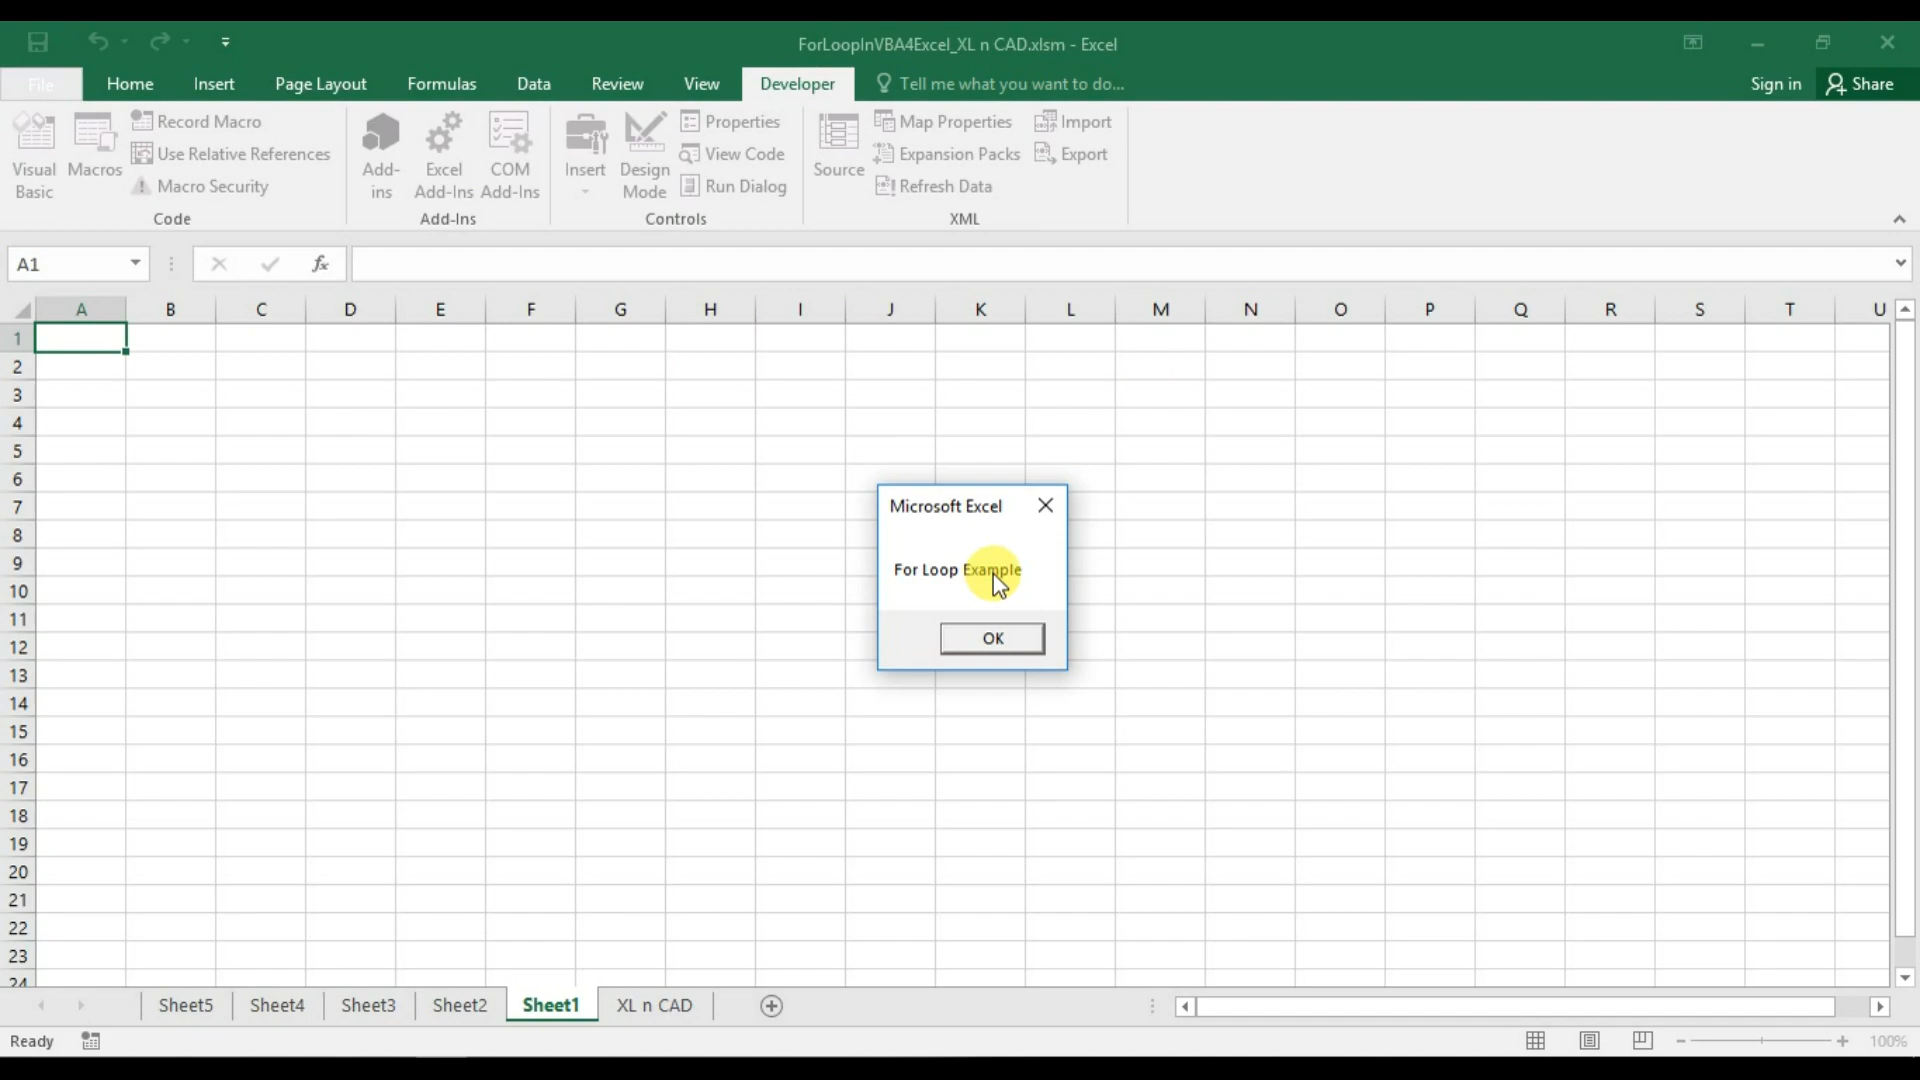 ForLoopInVBA4Excel_XL n CAD.xlsm - Excel
File Home Insert Page Layout Formulas Data Review View Developer Tell me what you want to do... Sign in Share
Visual Basic
Macros
Record Macro
Use Relative References
Macro Security
Code
Add-ins
Excel Add-Ins
COM Add-Ins
Add-Ins
Insert
Design Mode
Properties
View Code
Run Dialog
Controls
Source
Map Properties
Expansion Packs
Refresh Data
Import
Export
XML
A1 fx
A B C D E F G H I J K L M N O P Q R S T U
1
2
3
4
5
6
7
8
9
10
11
12
13
14
15
16
17
18
19
20
21
22
23
24
Microsoft Excel
For Loop Example
OK
Sheet5 Sheet4 Sheet3 Sheet2 Sheet1 XL n CAD
Ready 100%